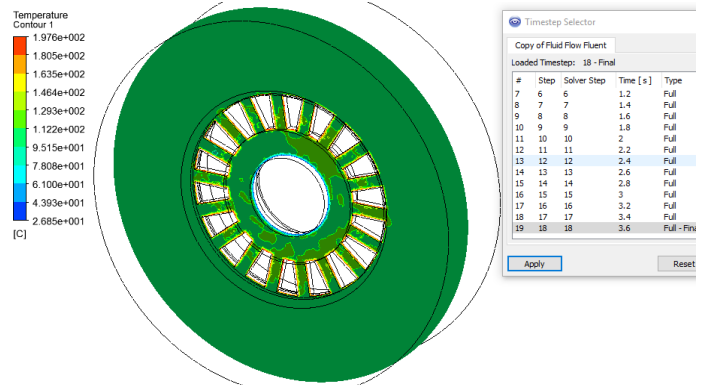 Temperature
Contour 1
1.976e+002
1.805e+002
1.635e+002
1.464e+002
1.293e+002
1.122e+002
9.515e+001
7.808e+001
6.100e+001
4.393e+001
2.685e+001
[C]
Timestep Selector
Copy of Fluid Flow Fluent
Loaded Timestep: 18 - Final
# Step Solver Step Time [ s ] Type
7 6 6 1.2 Full
8 7 7 1.4 Full
9 8 8 1.6 Full
10 9 9 1.8 Full
11 10 10 2 Full
12 11 11 2.2 Full
13 12 12 2.4 Full
14 13 13 2.6 Full
15 14 14 2.8 Full
16 15 15 3 Full
17 16 16 3.2 Full
18 17 17 3.4 Full
19 18 18 3.6 Full - Fina
Apply
Reset